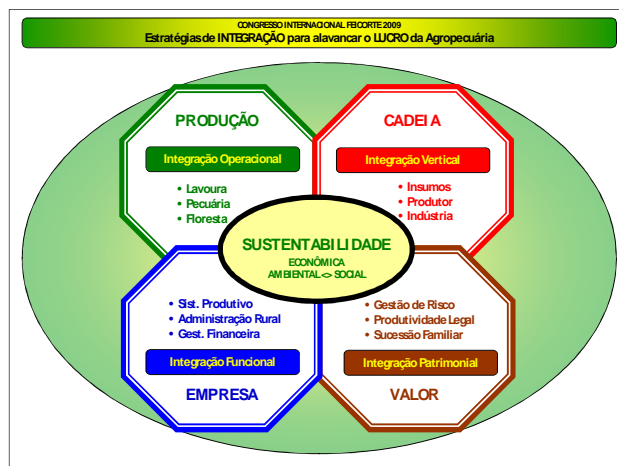 CONGRESSO INTERNACIONAL FEICORTE 2009
Estratégias de INTEGRAÇÃO para alavancar o LUCRO da Agropecuária
PRODUÇÃO
Integração Operacional
• Lavoura
• Pecuária
• Floresta
CADEIA
Integração Vertical
• Insumos
• Produtor
• Indústria
SUSTENTABILIDADE
ECONÔMICA
AMBIENTAL <> SOCIAL
• Sist. Produtivo
• Administração Rural
• Gest. Financeira
Integração Funcional
EMPRESA
• Gestão de Risco
• Produtividade Legal
• Sucessão Familiar
Integração Patrimonial
VALOR